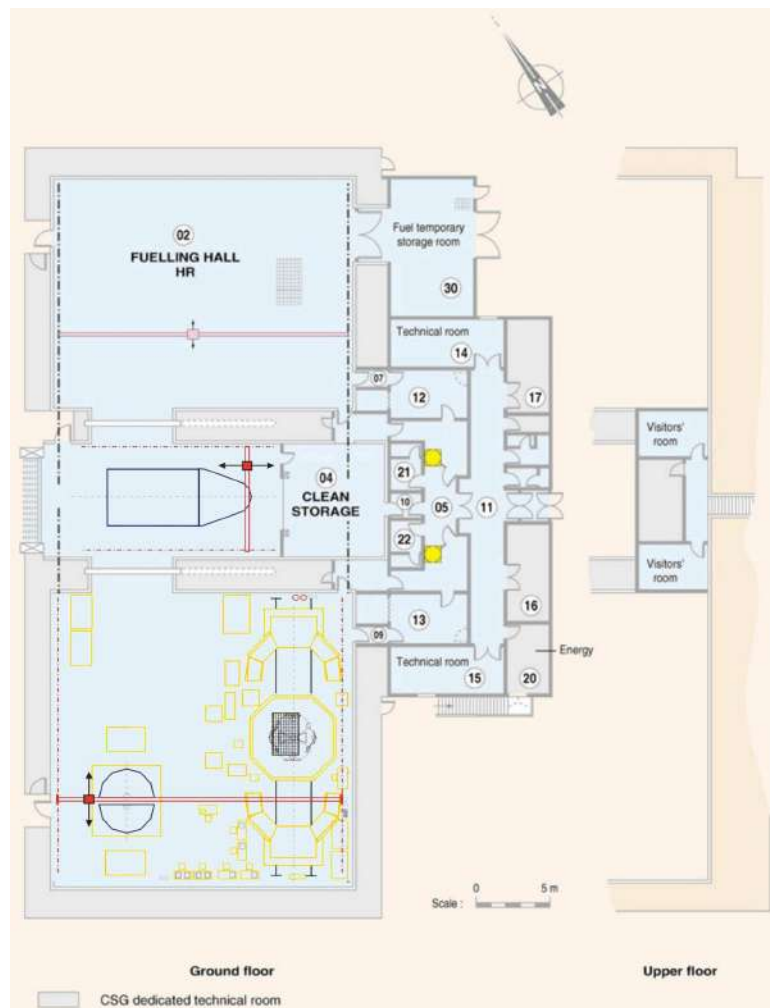 N
02
FUELLING HALL
HR
Fuel temporary
storage room
30
Technical room
14
17
07
12
Visitors'
room
04
CLEAN
STORAGE
21
10
05
11
22
Visitors'
room
16
13
09
Energy
Technical room
15
20
0
5 m
Scale :
Ground floor
Upper floor
CSG dedicated technical room